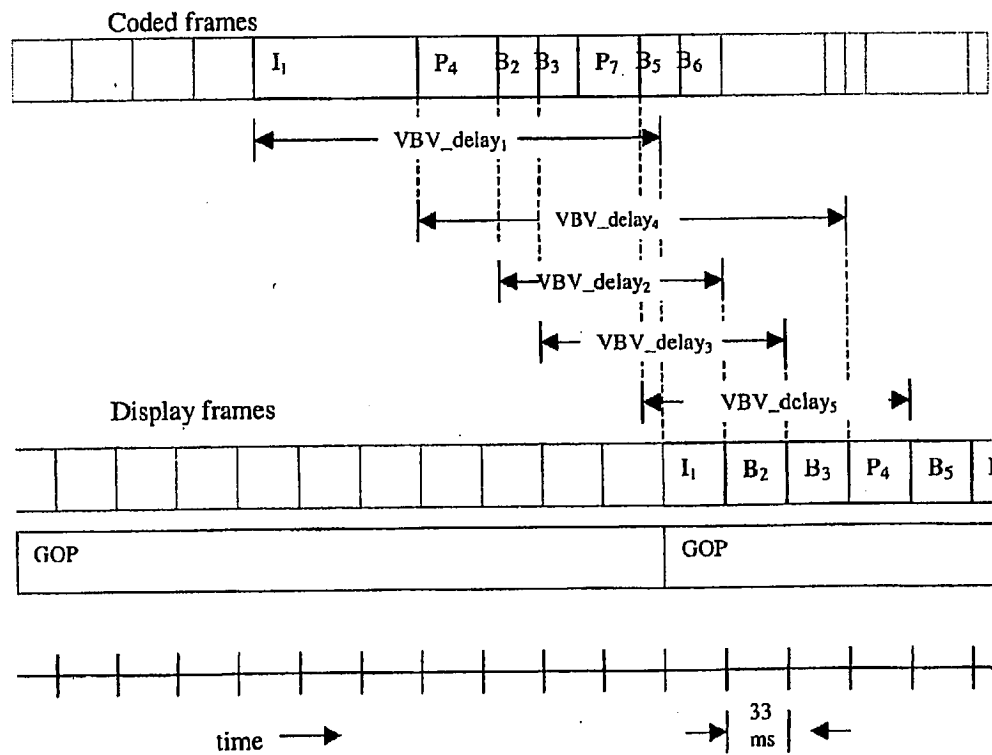 Coded frames
I₁ P₄ B₂ B₃ P₇ B₅ B₆
VBV_delay₁
VBV_delay₄
VBV_delay₂
VBV_delay₃
VBV_delay₅
Display frames
I₁ B₂ B₃ P₄ B₅
GOP GOP
33
ms
time